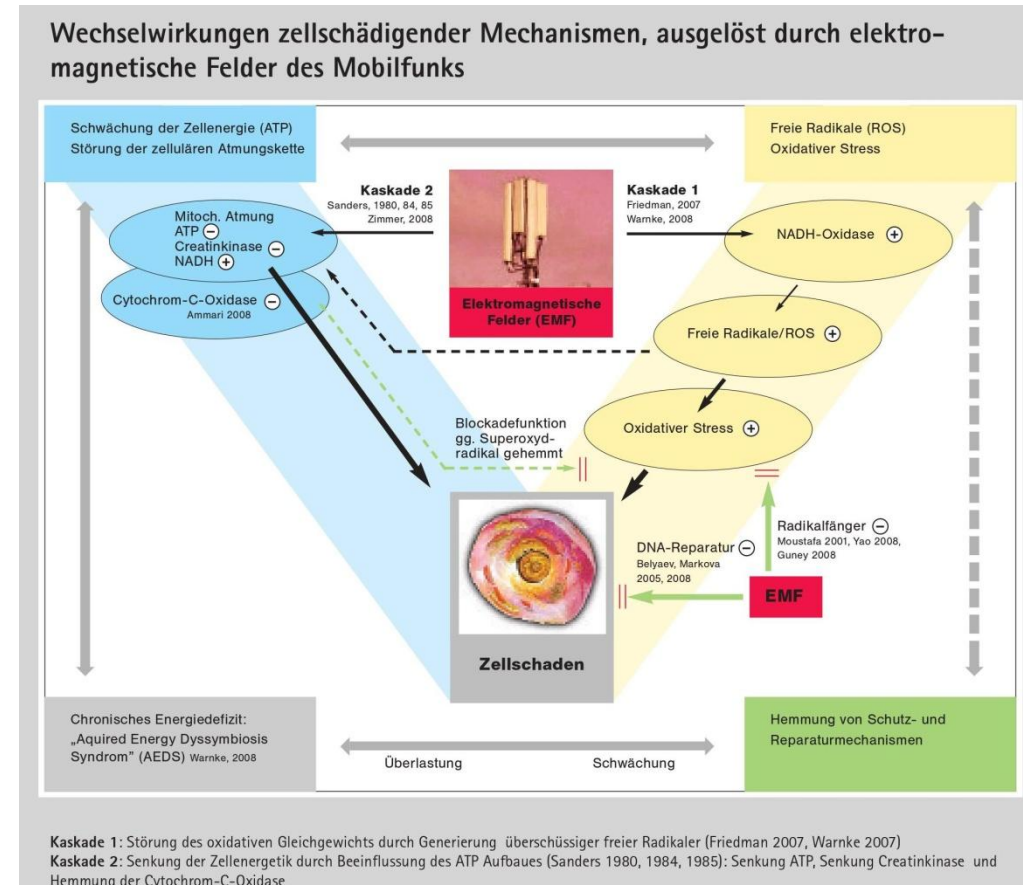 Wechselwirkungen zellschädigender Mechanismen, ausgelöst durch elektro-
magnetische Felder des Mobilfunks
Schwächung der Zellenergie (ATP)
Störung der zellulären Atmungskette
Freie Radikale (ROS)
Oxidativer Stress
Kaskade 2
Sanders, 1980, 84, 85
Zimmer, 2008
Kaskade 1
Friedman, 2007
Warnke, 2008
Mitoch. Atmung
ATP ⊖
Creatinkinase ⊖
NADH ⊕
Cytochrom-C-Oxidase ⊖
Ammari 2008
Elektromagnetische
Felder (EMF)
NADH-Oxidase ⊕
Freie Radikale/ROS ⊕
Oxidativer Stress ⊕
Blockadefunktion
gg. Superoxyd-
radikal gehemmt
DNA-Reparatur ⊖
Belyaev, Markova
2005, 2008
Radikalfänger ⊖
Moustafa 2001, Yao 2008,
Guney 2008
EMF
Zellschaden
Chronisches Energiedefizit:
„Aquired Energy Dyssymbiosis
Syndrom" (AEDS) Warnke, 2008
Überlastung
Schwächung
Hemmung von Schutz- und
Reparaturmechanismen
Kaskade 1: Störung des oxidativen Gleichgewichts durch Generierung überschüssiger freier Radikaler (Friedman 2007, Warnke 2007)
Kaskade 2: Senkung der Zellenergetik durch Beeinflussung des ATP Aufbaues (Sanders 1980, 1984, 1985): Senkung ATP, Senkung Creatinkinase und
Hemmung der Cytochrom-C-Oxidase